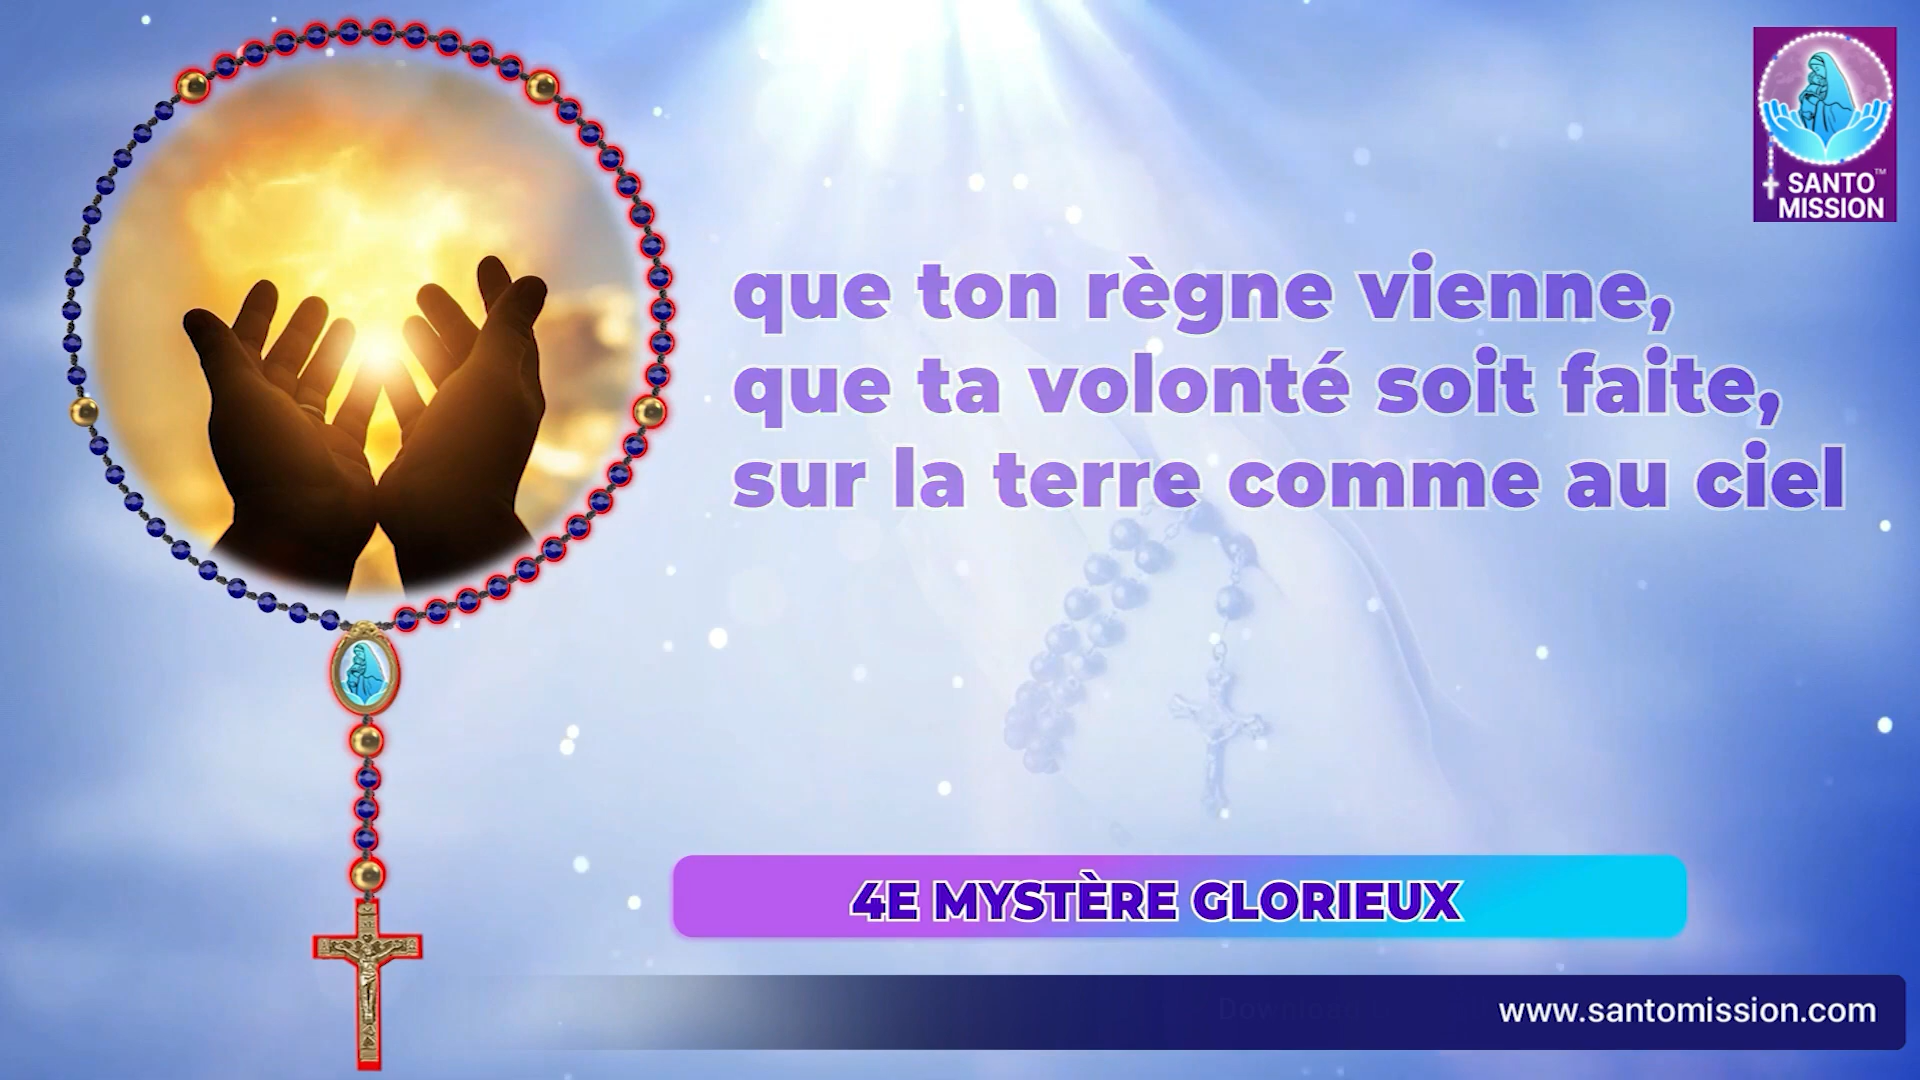 SANTO™
MISSION
que ton règne vienne,
que ta volonté soit faite,
sur la terre comme au ciel
4E MYSTÈRE GLORIEUX
www.santomission.com